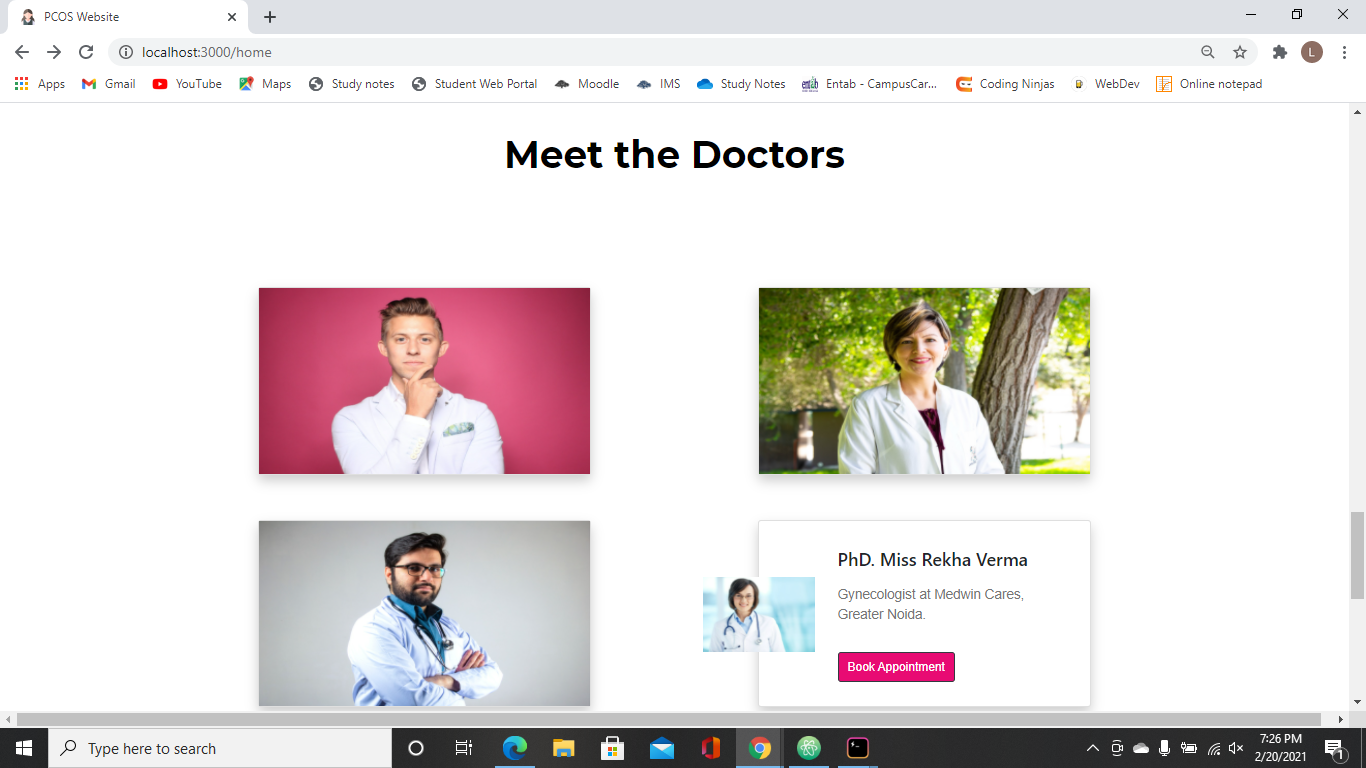 PCOS Website
localhost:3000/home
L
Apps Gmail YouTube Maps Study notes Student Web Portal Moodle IMS Study Notes Entab - CampusCar... Coding Ninjas WebDev Online notepad
Meet the Doctors
PhD. Miss Rekha Verma
Gynecologist at Medwin Cares,
Greater Noida.
Book Appointment
Type here to search
7:26 PM
2/20/2021
1